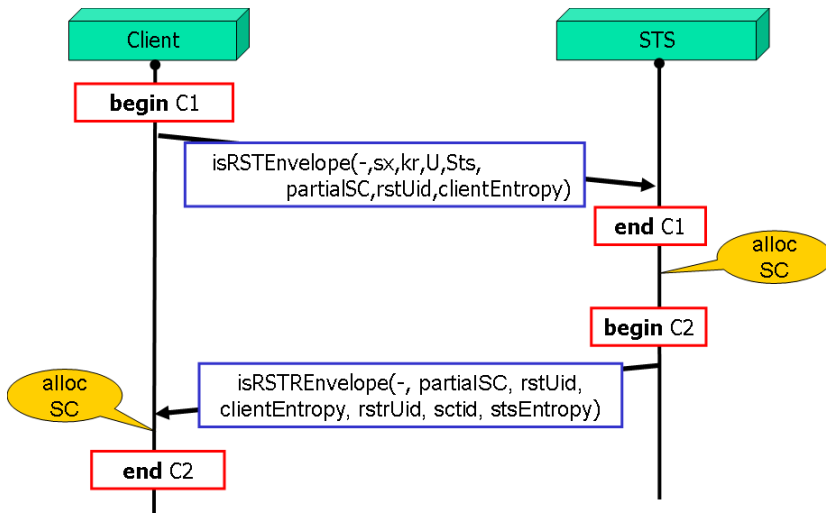 Client
STS
begin C1
isRSTEnvelope(-,sx,kr,U,Sts,
partialSC,rstUid,clientEntropy)
end C1
alloc
SC
begin C2
isRSTREnvelope(-, partialSC, rstUid,
clientEntropy, rstrUid, sctid, stsEntropy)
alloc
SC
end C2